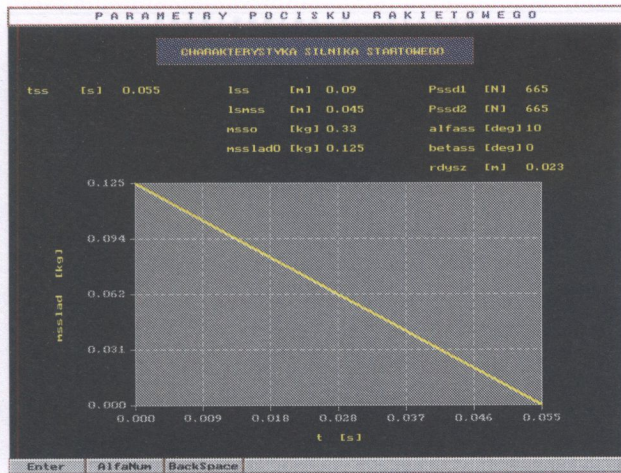 PARAMETRY POCISKU RAKIETOWEGO
CHARAKTERYSTYKA SILNIKA STARTOWEGO
tss [s] 0.055 lss [m] 0.09 Pssd1 [N] 665
lsmss [m] 0.045 Pssd2 [N] 665
msso [kg] 0.33 alfass [deg] 10
msslad0 [kg] 0.125 betass [deg] 0
rdysz [m] 0.023
0.125
0.094
0.062
0.031
0.000
msslad [kg]
0.000 0.009 0.018 0.028 0.037 0.046 0.055
t [s]
Enter AlfaNum BackSpace